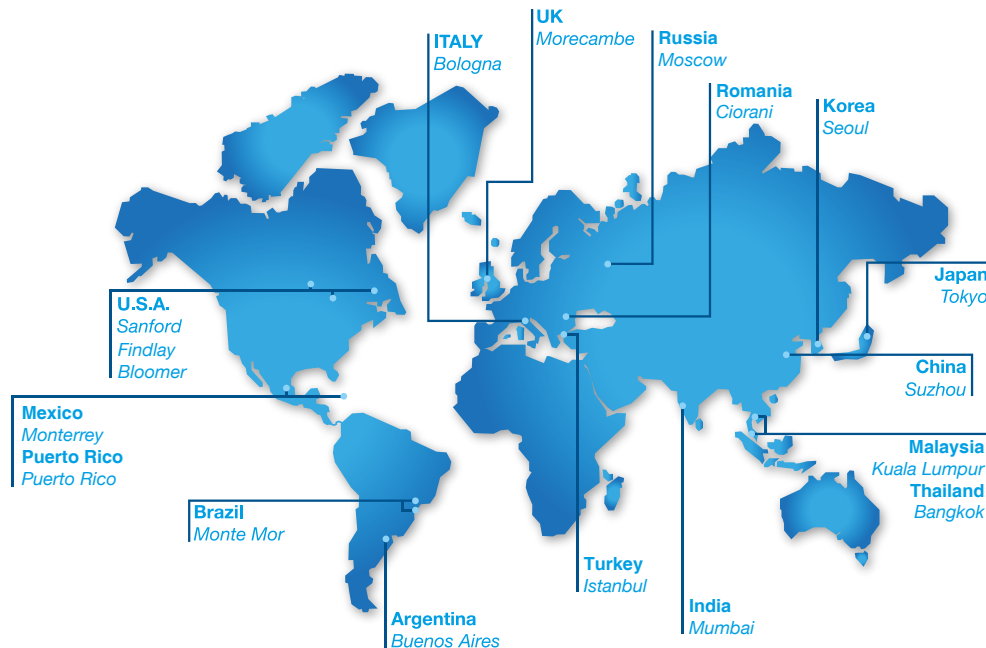 UK
Morecambe
ITALY
Bologna
Russia
Moscow
Romania
Ciorani
Korea
Seoul
Japan
Tokyo
U.S.A.
Sanford
Findlay
Bloomer
China
Suzhou
Mexico
Monterrey
Puerto Rico
Puerto Rico
Malaysia
Kuala Lumpur
Thailand
Bangkok
Brazil
Monte Mor
Turkey
Istanbul
India
Mumbai
Argentina
Buenos Aires